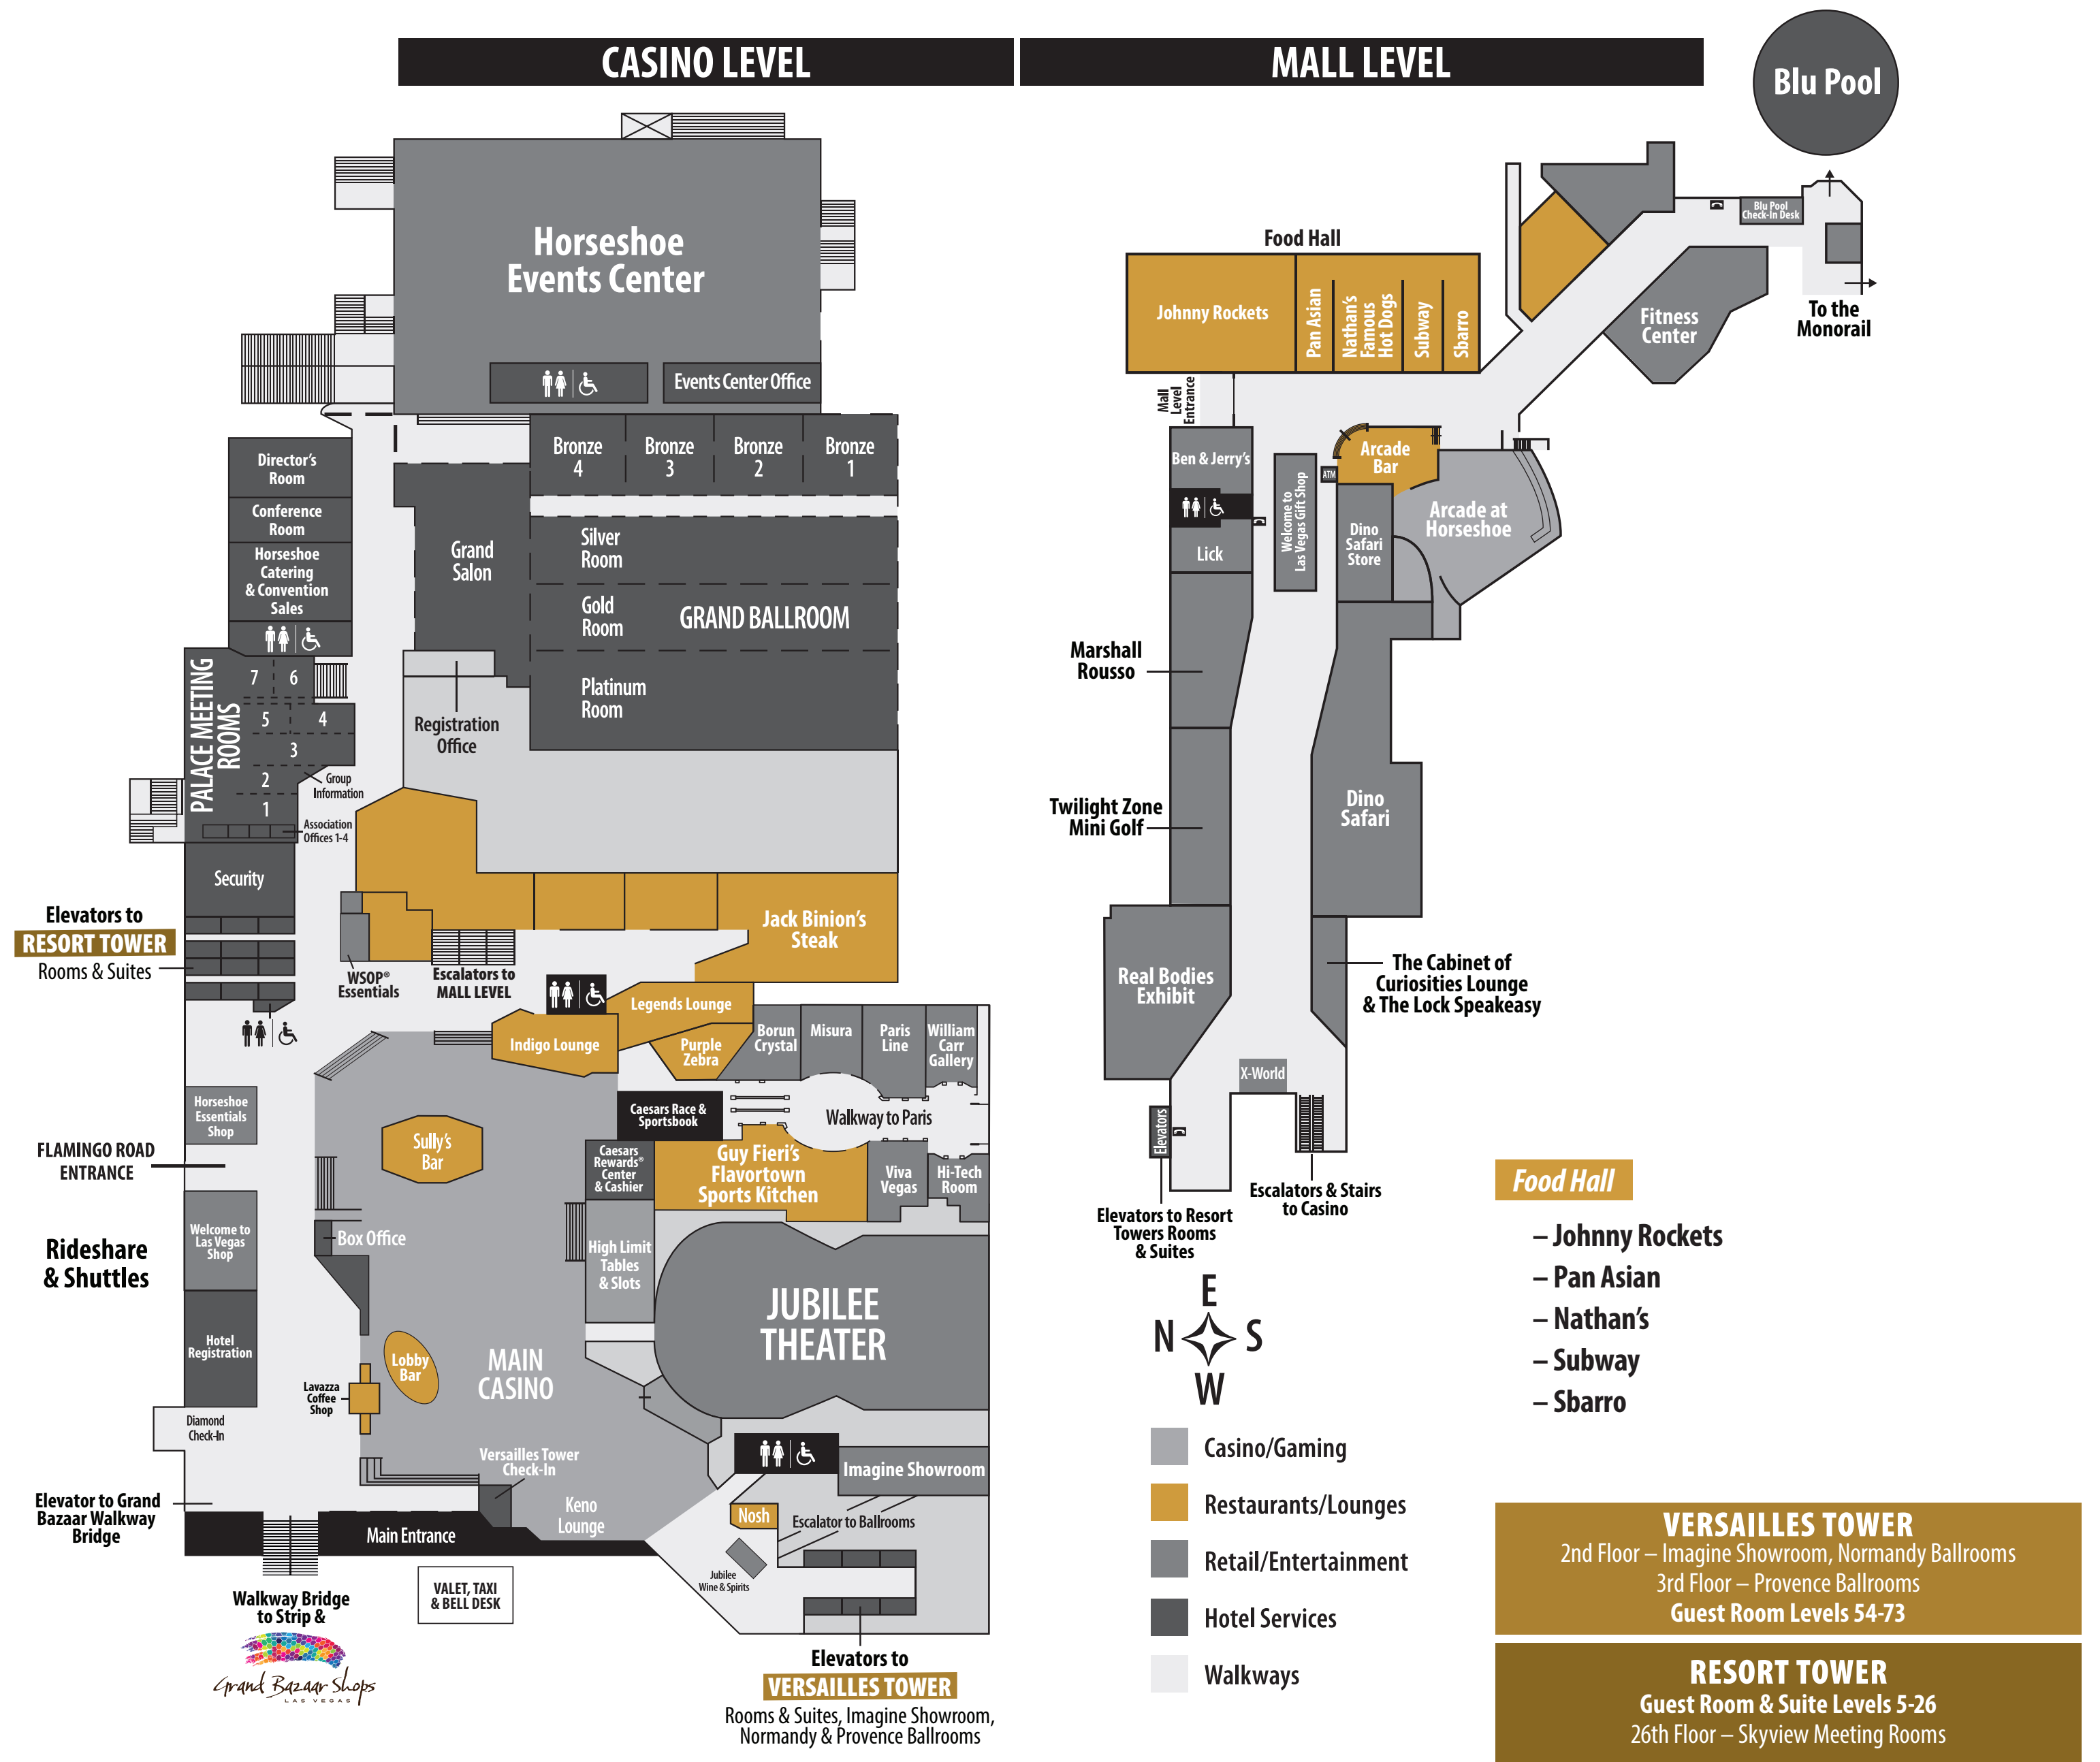 CASINO LEVEL
MALL LEVEL
Blu Pool
Horseshoe
Events Center
Events Center Office
Bronze
4
Bronze
3
Bronze
2
Bronze
1
Director's
Room
Conference
Room
Horseshoe
Catering
& Convention
Sales
Grand
Salon
Silver
Room
Gold
Room
GRAND BALLROOM
Platinum
Room
PALACE MEETING
ROOMS
7
6
5
4
3
2
1
Group
Information
Association
Offices 1-4
Registration
Office
Security
Elevators to
RESORT TOWER
Rooms & Suites
WSOP®
Essentials
Escalators to
MALL LEVEL
Jack Binion's
Steak
Legends Lounge
Indigo Lounge
Purple
Zebra
Borun
Crystal
Misura
Paris
Line
William
Carr
Gallery
Horseshoe
Essentials
Shop
FLAMINGO ROAD
ENTRANCE
Sully's
Bar
Caesars Race &
Sportsbook
Walkway to Paris
Caesars
Rewards®
Center
& Cashier
Guy Fieri's
Flavortown
Sports Kitchen
Viva
Vegas
Hi-Tech
Room
Welcome to
Las Vegas
Shop
Rideshare
& Shuttles
Box Office
High Limit
Tables
& Slots
JUBILEE
THEATER
Hotel
Registration
Lobby
Bar
MAIN
CASINO
Lavazza
Coffee
Shop
Diamond
Check-In
Versailles Tower
Check-In
Imagine Showroom
Keno
Lounge
Nosh
Escalator to Ballrooms
Elevator to Grand
Bazaar Walkway
Bridge
Main Entrance
Jubilee
Wine & Spirits
VALET, TAXI
& BELL DESK
Walkway Bridge
to Strip &
Grand Bazaar Shops
LAS VEGAS
Elevators to
VERSAILLES TOWER
Rooms & Suites, Imagine Showroom,
Normandy & Provence Ballrooms
Blu Pool
Check-In Desk
To the
Monorail
Fitness
Center
Food Hall
Johnny Rockets
Pan Asian
Nathan's
Famous
Hot Dogs
Subway
Sbarro
Mall
Level
Entrance
Ben & Jerry's
Lick
Welcome to
Las Vegas Gift Shop
ATM
Arcade
Bar
Arcade at
Horseshoe
Dino
Safari
Store
Marshall
Rousso
Twilight Zone
Mini Golf
Dino
Safari
Real Bodies
Exhibit
The Cabinet of
Curiosities Lounge
& The Lock Speakeasy
X-World
Elevators
Elevators to Resort
Towers Rooms
& Suites
Escalators & Stairs
to Casino
E
N
S
W
Casino/Gaming
Restaurants/Lounges
Retail/Entertainment
Hotel Services
Walkways
Food Hall
– Johnny Rockets
– Pan Asian
– Nathan's
– Subway
– Sbarro
VERSAILLES TOWER
2nd Floor – Imagine Showroom, Normandy Ballrooms
3rd Floor – Provence Ballrooms
Guest Room Levels 54-73
RESORT TOWER
Guest Room & Suite Levels 5-26
26th Floor – Skyview Meeting Rooms